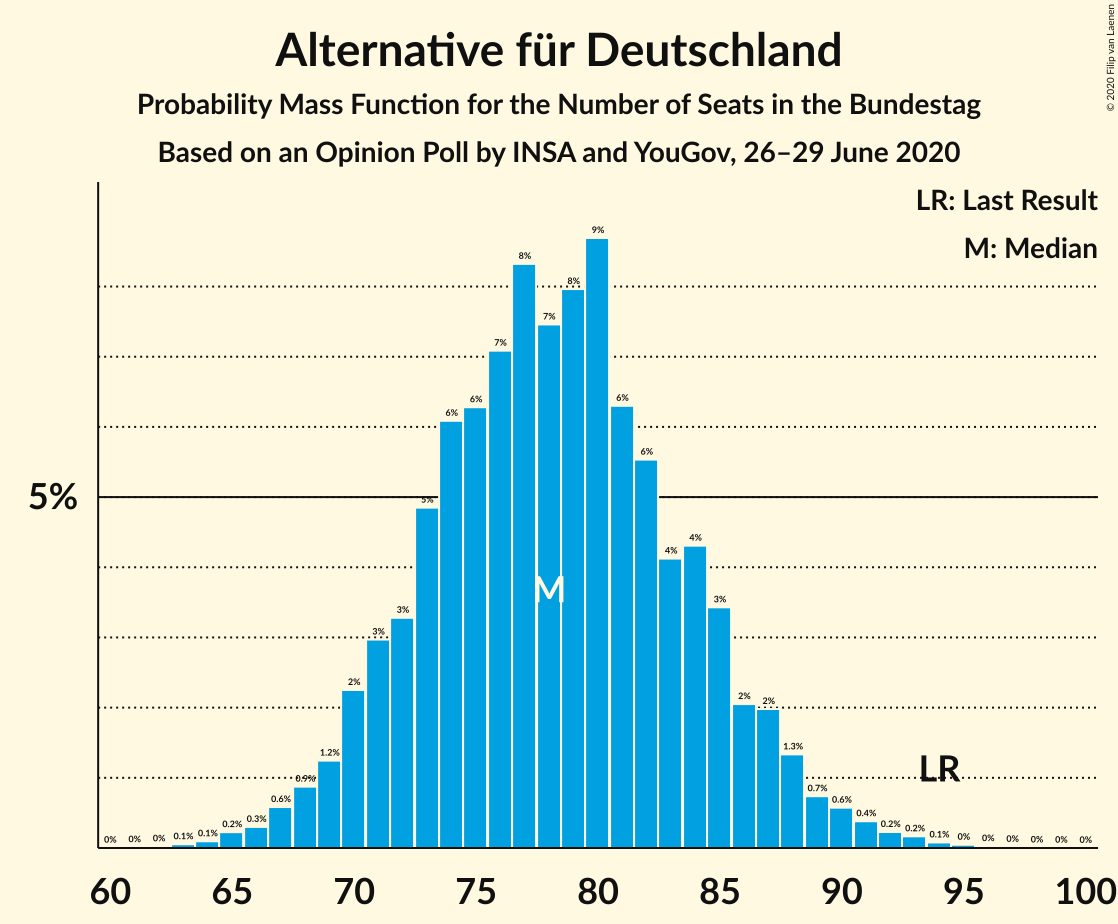 Alternative für Deutschland
Probability Mass Function for the Number of Seats in the Bundestag
Based on an Opinion Poll by INSA and YouGov, 26–29 June 2020
© 2020 Filip van Laenen
LR: Last Result
M: Median
5%
0% 0% 0% 0.1% 0.1% 0.2% 0.3% 0.6% 0.9% 1.2% 2% 3% 3% 5% 6% 6% 7% 8% 7% 8% 9% 6% 6% 4% 4% 3% 2% 2% 1.3% 0.7% 0.6% 0.4% 0.2% 0.2% 0.1% 0% 0% 0% 0% 0% 0%
M
LR
60 65 70 75 80 85 90 95 100